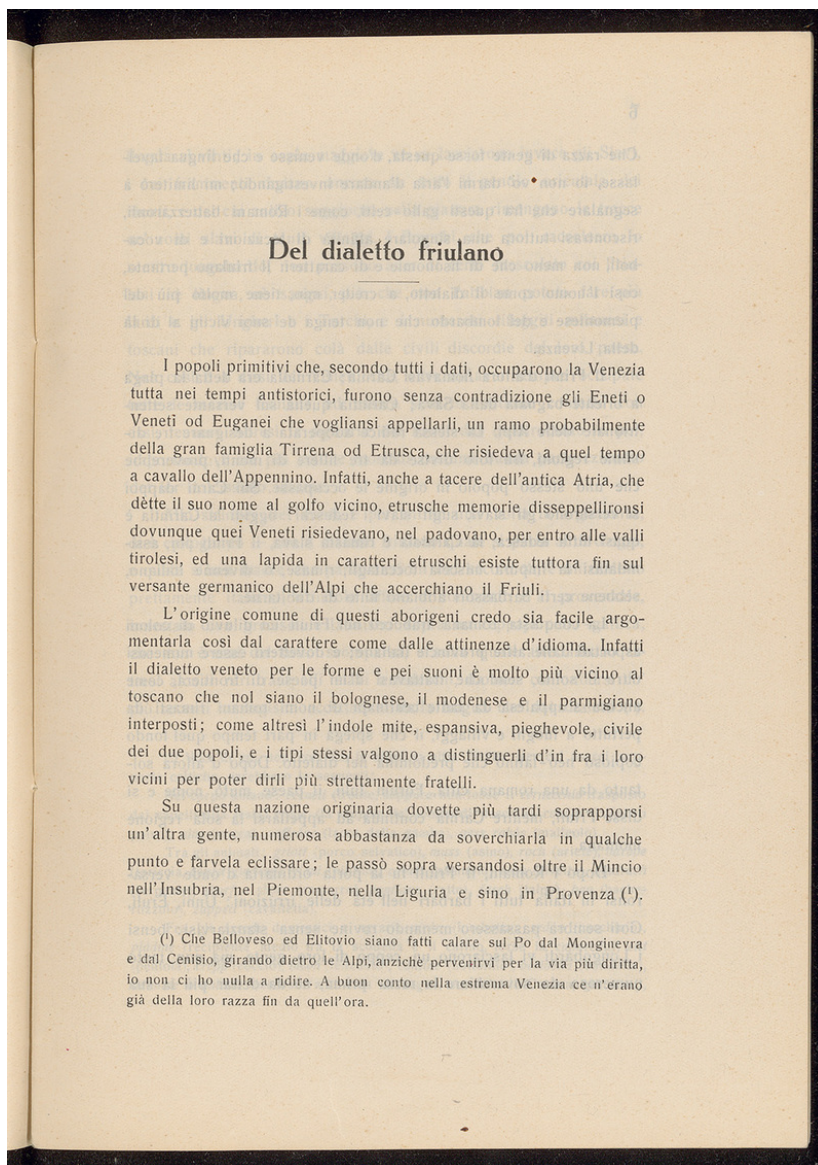 Del dialetto friulano
I popoli primitivi che, secondo tutti i dati, occuparono la Venezia
tutta nei tempi antistorici, furono senza contradizione gli Eneti o
Veneti od Euganei che vogliansi appellarli, un ramo probabilmente
della gran famiglia Tirrena od Etrusca, che risiedeva a quel tempo
a cavallo dell'Appennino. Infatti, anche a tacere dell'antica Atria, che
dètte il suo nome al golfo vicino, etrusche memorie disseppellironsi
dovunque quei Veneti risiedevano, nel padovano, per entro alle valli
tirolesi, ed una lapida in caratteri etruschi esiste tuttora fin sul
versante germanico dell'Alpi che accerchiano il Friuli.
L'origine comune di questi aborigeni credo sia facile argo-
mentarla così dal carattere come dalle attinenze d'idioma. Infatti
il dialetto veneto per le forme e pei suoni è molto più vicino al
toscano che nol siano il bolognese, il modenese e il parmigiano
interposti; come altresì l'indole mite, espansiva, pieghevole, civile
dei due popoli, e i tipi stessi valgono a distinguerli d'in fra i loro
vicini per poter dirli più strettamente fratelli.
Su questa nazione originaria dovette più tardi soprapporsi
un'altra gente, numerosa abbastanza da soverchiarla in qualche
punto e farvela eclissare; le passò sopra versandosi oltre il Mincio
nell'Insubria, nel Piemonte, nella Liguria e sino in Provenza (¹).
(¹) Che Belloveso ed Elitovio siano fatti calare sul Po dal Monginevra
e dal Cenisio, girando dietro le Alpi, anzichè pervenirvi per la via più diritta,
io non ci ho nulla a ridire. A buon conto nella estrema Venezia ce n'erano
già della loro razza fin da quell'ora.